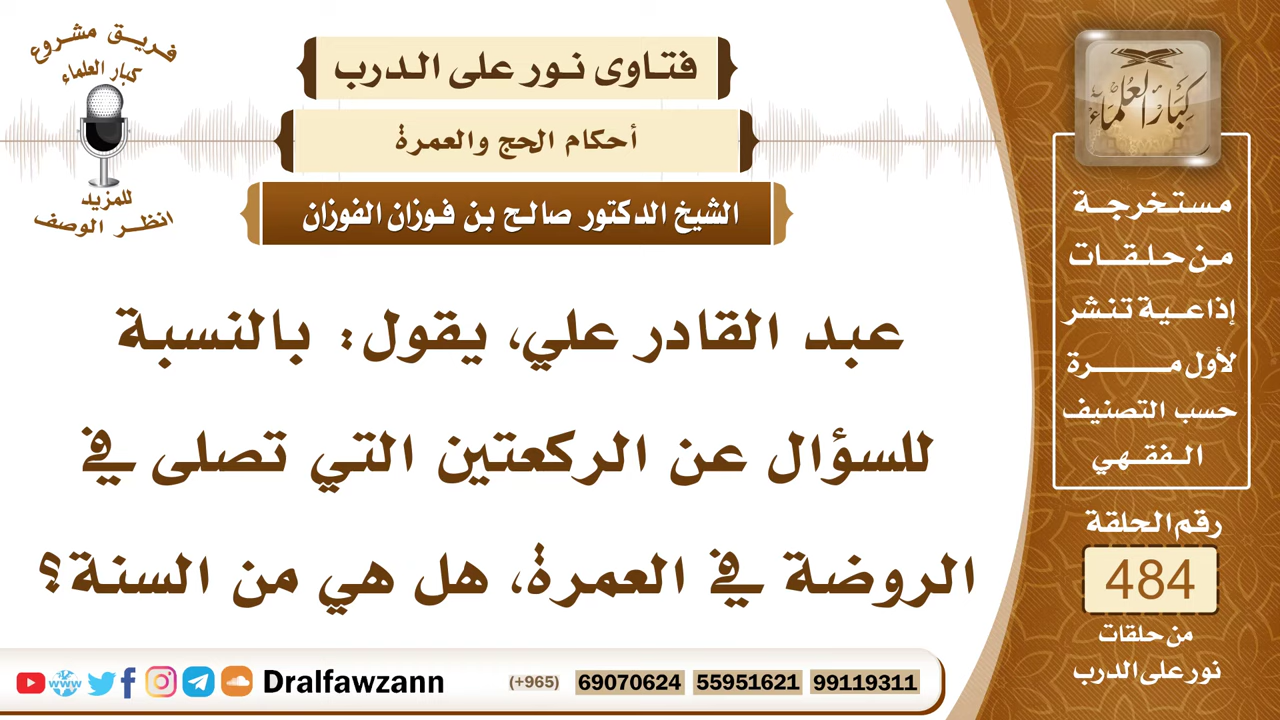 فريق مشروع
كبار العلماء
للمزيد
انظر الوصف
فتاوى نور على الدرب
أحكام الحج والعمرة
الشيخ الدكتور صالح بن فوزان الفوزان
عبد القادر علي، يقول: بالنسبة
للسؤال عن الركعتين التي تصلى في
الروضة في العمرة، هل هي من السنة؟
كبار العلماء
مستخرجة
من حلقات
إذاعية تنشر
لأول مرة
حسب التصنيف
الفقهي
رقم الحلقة
484
من حلقات
نور على الدرب
www
Dralfawzann
(+965) 69070624 55951621 99119311